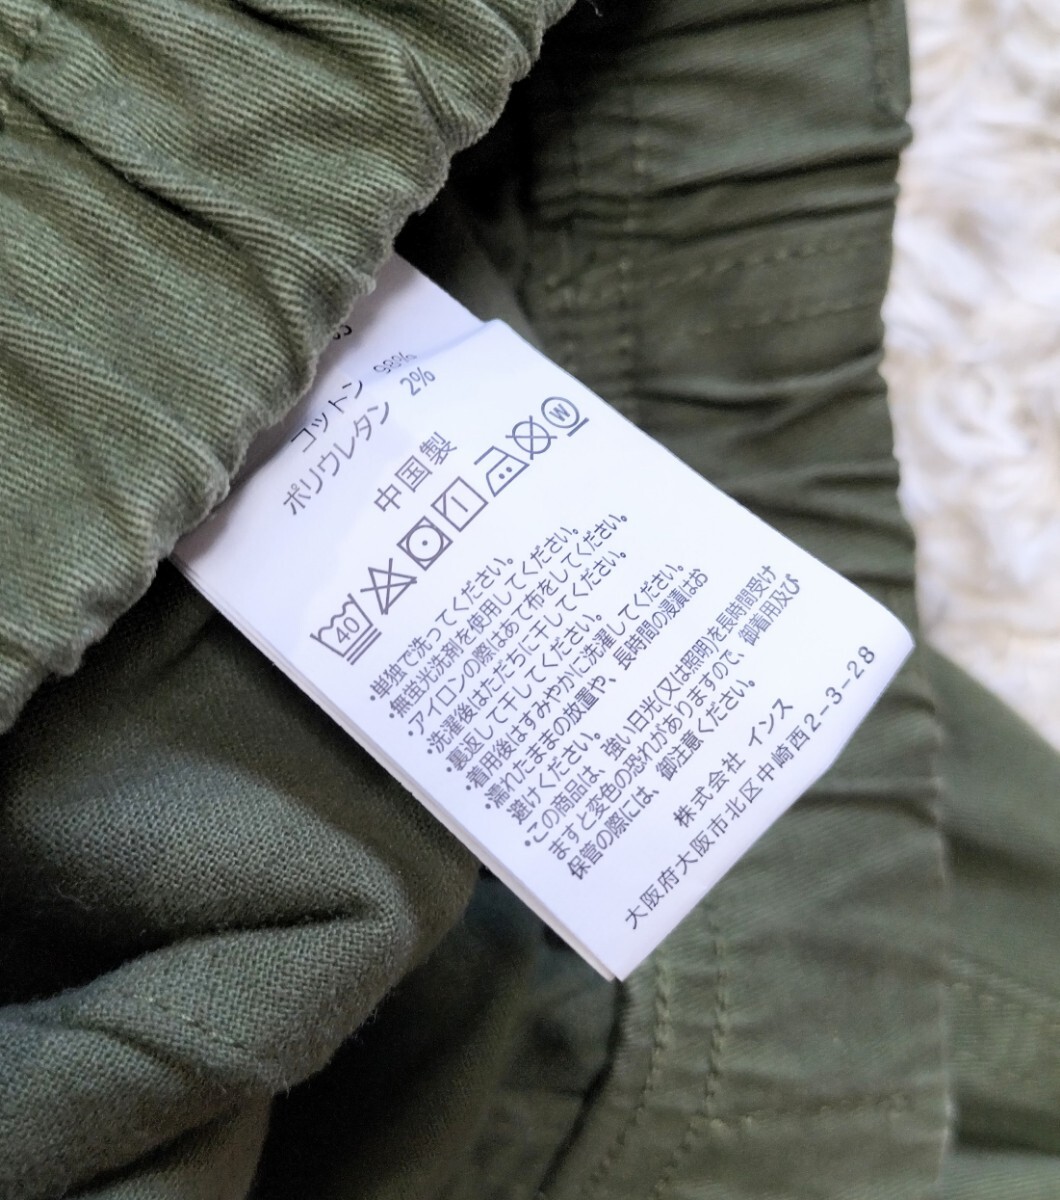 コットン 98%
ポリウレタン 2%
中国製
40
W
・単独で洗ってください。
・無蛍光洗剤を使用してください。
・アイロンの際はあて布をしてください。
・洗濯後はただちに干してください。
・裏返して干してください。
・着用後はすみやかに洗濯してください。
・濡れたままの放置や、長時間の浸漬はお
避けください。
・この商品は、強い日光(又は照明)を長時間受け
ますと変色の恐れがありますので、御着用及び
保管の際には、御注意ください。
株式会社 インス
大阪府大阪市北区中崎西2-3-28